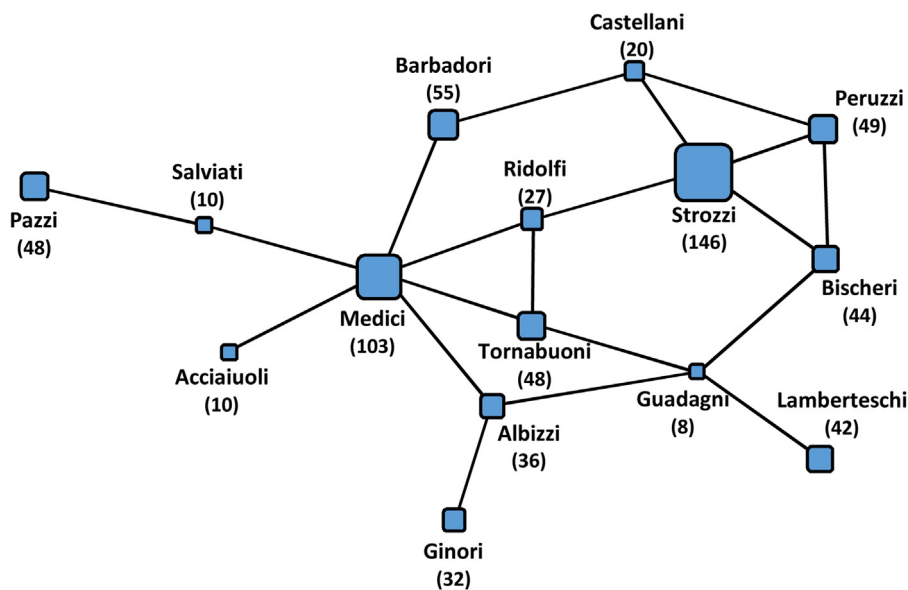 Castellani
(20)
Barbadori
(55)
Peruzzi
(49)
Salviati
(10)
Ridolfi
(27)
Pazzi
(48)
Strozzi
(146)
Bischeri
(44)
Medici
(103)
Tornabuoni
(48)
Acciaiuoli
(10)
Guadagni
(8)
Lamberteschi
(42)
Albizzi
(36)
Ginori
(32)